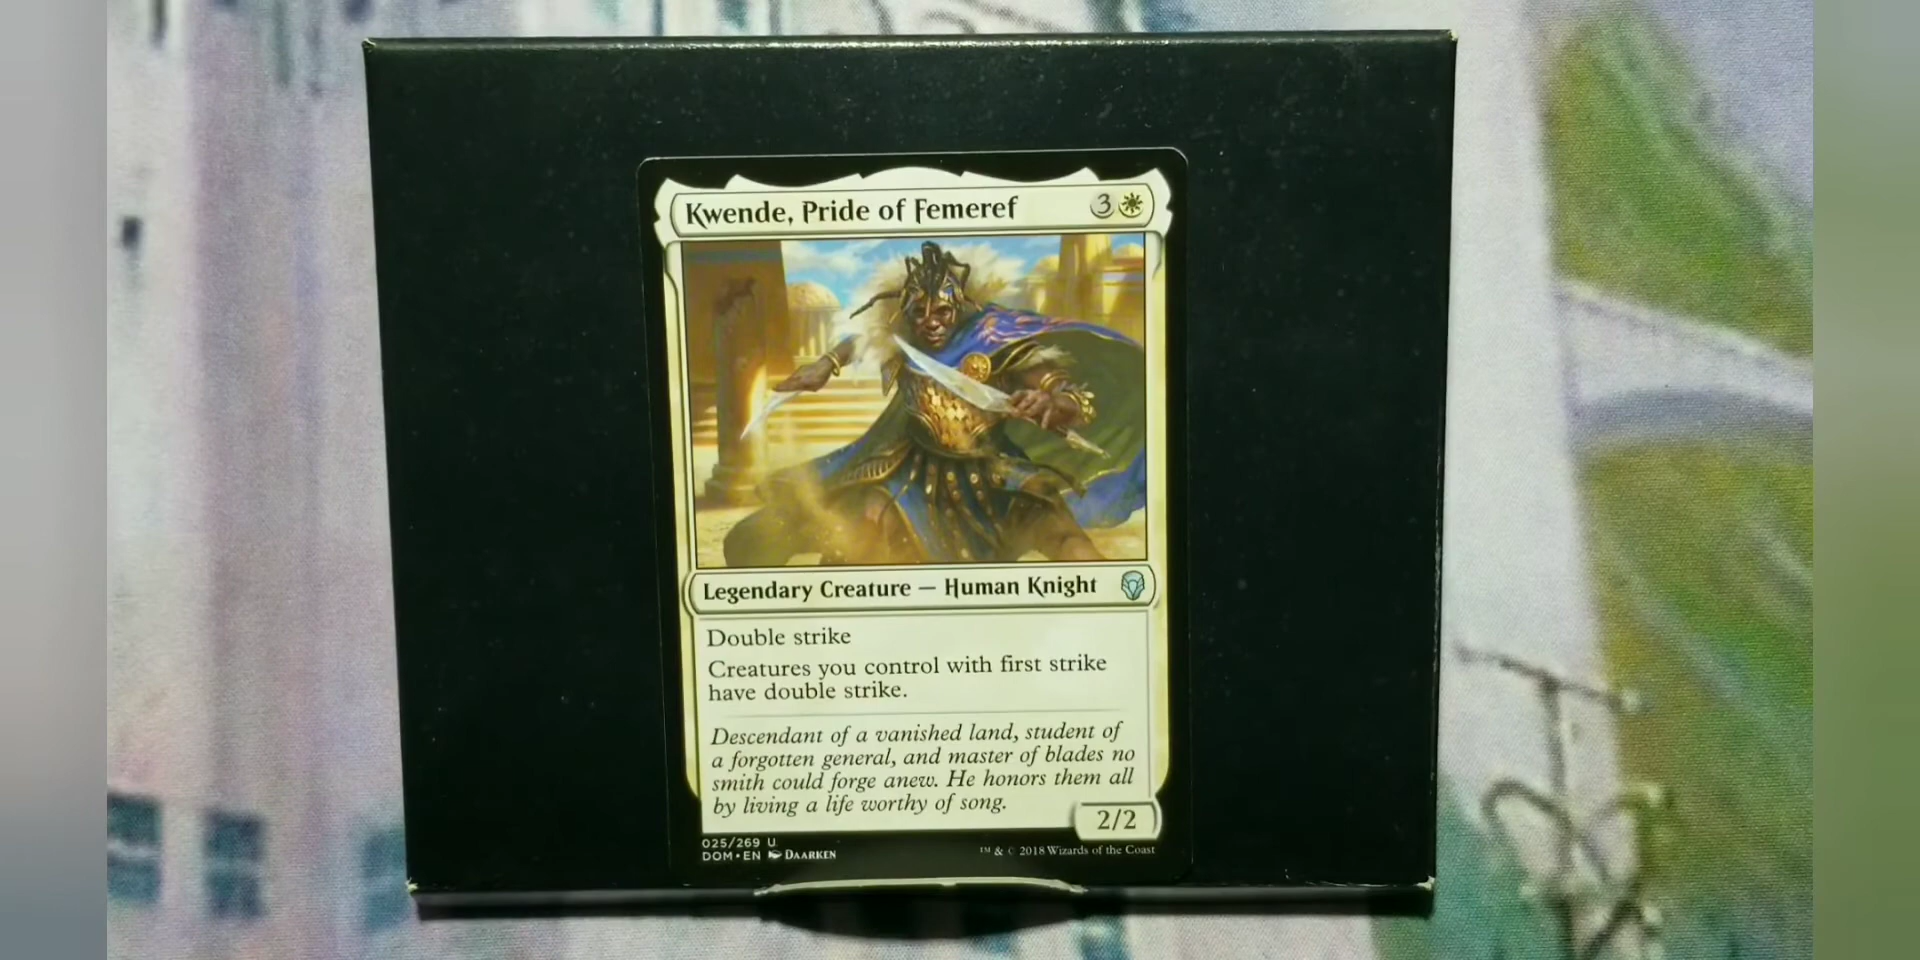 Kwende, Pride of Femeref 3
Legendary Creature — Human Knight
Double strike
Creatures you control with first strike
have double strike.
Descendant of a vanished land, student of
a forgotten general, and master of blades no
smith could forge anew. He honors them all
by living a life worthy of song.
2/2
025/269 U
DOM • EN Daarken
™ & © 2018 Wizards of the Coast